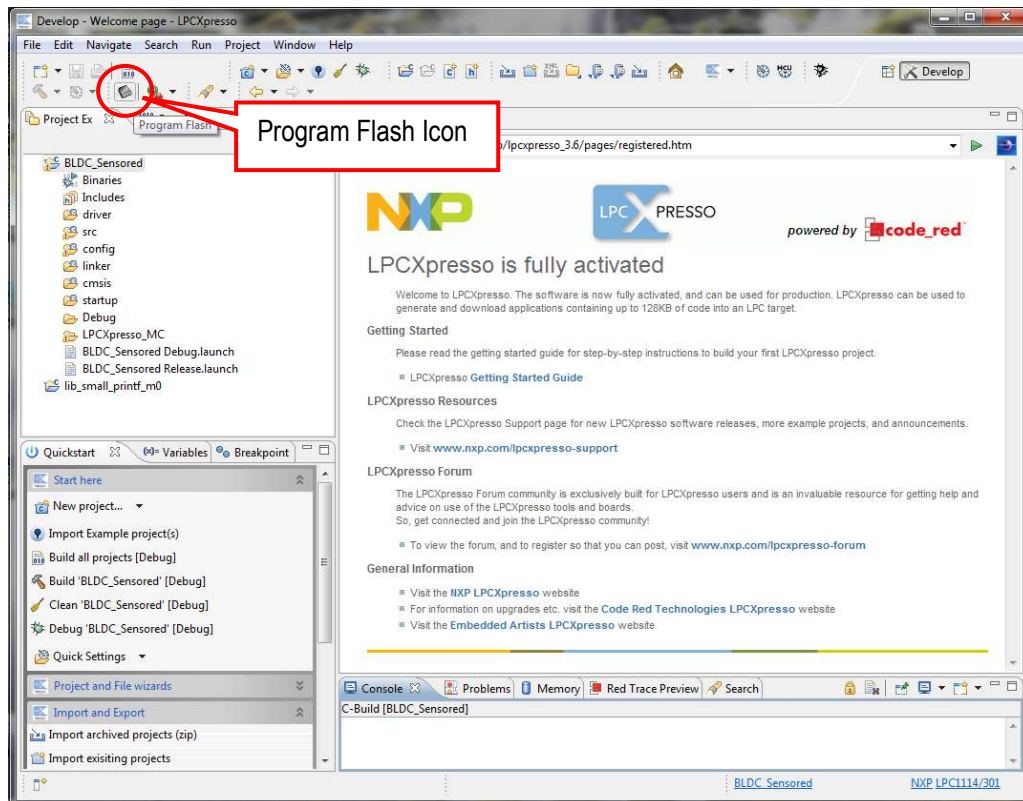 Develop - Welcome page - LPCXpresso
File Edit Navigate Search Run Project Window Help
Develop
Project Ex
Program Flash
Program Flash Icon
/lpcxpresso_3.6/pages/registered.htm
BLDC_Sensored
Binaries
Includes
driver
src
config
linker
cmsis
startup
Debug
LPCXpresso_MC
BLDC_Sensored Debug.launch
BLDC_Sensored Release.launch
lib_small_printf_m0
NXP
LPC XPRESSO
powered by code_red
LPCXpresso is fully activated
Welcome to LPCXpresso. The software is now fully activated, and can be used for production. LPCXpresso can be used to
generate and download applications containing up to 128KB of code into an LPC target.
Getting Started
Please read the getting started guide for step-by-step instructions to build your first LPCXpresso project.
LPCXpresso Getting Started Guide
LPCXpresso Resources
Check the LPCXpresso Support page for new LPCXpresso software releases, more example projects, and announcements.
Visit www.nxp.com/lpcxpresso-support
LPCXpresso Forum
The LPCXpresso Forum community is exclusively built for LPCXpresso users and is an invaluable resource for getting help and
advice on use of the LPCXpresso tools and boards.
So, get connected and join the LPCXpresso community!
To view the forum, and to register so that you can post, visit www.nxp.com/lpcxpresso-forum
General Information
Visit the NXP LPCXpresso website
For information on upgrades etc. visit the Code Red Technologies LPCXpresso website
Visit the Embedded Artists LPCXpresso website
Quickstart (x)= Variables Breakpoint
Start here
New project...
Import Example project(s)
Build all projects [Debug]
Build 'BLDC_Sensored' [Debug]
Clean 'BLDC_Sensored' [Debug]
Debug 'BLDC_Sensored' [Debug]
Quick Settings
Project and File wizards
Import and Export
Import archived projects (zip)
Import exisiting projects
Console Problems Memory Red Trace Preview Search
C-Build [BLDC_Sensored]
BLDC_Sensored NXP LPC1114/301